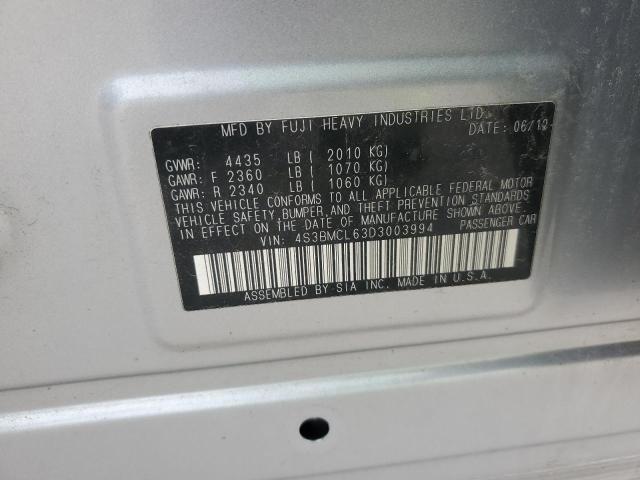 MFD BY FUJI HEAVY INDUSTRIES LTD.
DATE: 06/12
GVWR: 4435 LB ( 2010 KG)
GAWR: F 2360 LB ( 1070 KG)
GAWR: R 2340 LB ( 1060 KG)
THIS VEHICLE CONFORMS TO ALL APPLICABLE FEDERAL MOTOR
VEHICLE SAFETY,BUMPER,AND THEFT PREVENTION STANDARDS
IN EFFECT ON THE DATE OF MANUFACTURE SHOWN ABOVE.
VIN: 4S3BMCL63D3003994 PASSENGER CAR
ASSEMBLED BY SIA INC. MADE IN U.S.A.